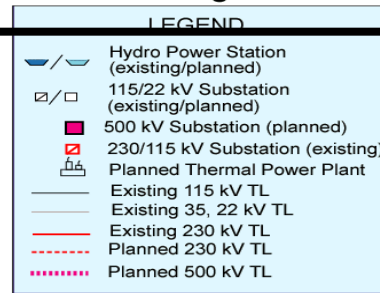 LEGEND
Hydro Power Station
(existing/planned)
115/22 kV Substation
(existing/planned)
500 kV Substation (planned)
230/115 kV Substation (existing)
Planned Thermal Power Plant
Existing 115 kV TL
Existing 35, 22 kV TL
Existing 230 kV TL
Planned 230 kV TL
Planned 500 kV TL